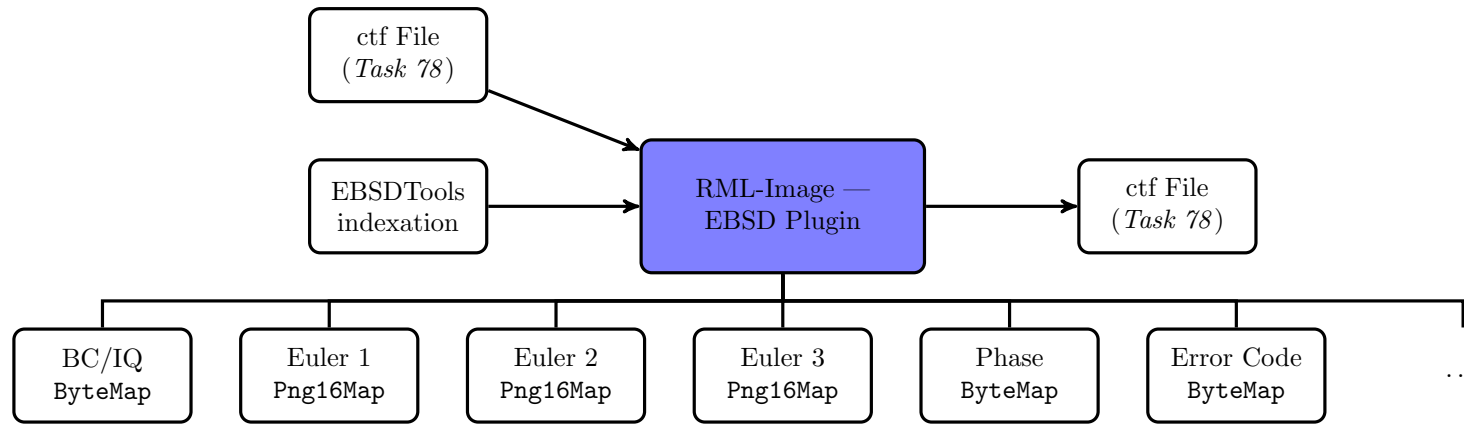 ctf File
(Task 78)
EBSDTools
indexation
RML-Image —
EBSD Plugin
ctf File
(Task 78)
BC/IQ
ByteMap
Euler 1
Png16Map
Euler 2
Png16Map
Euler 3
Png16Map
Phase
ByteMap
Error Code
ByteMap
. .